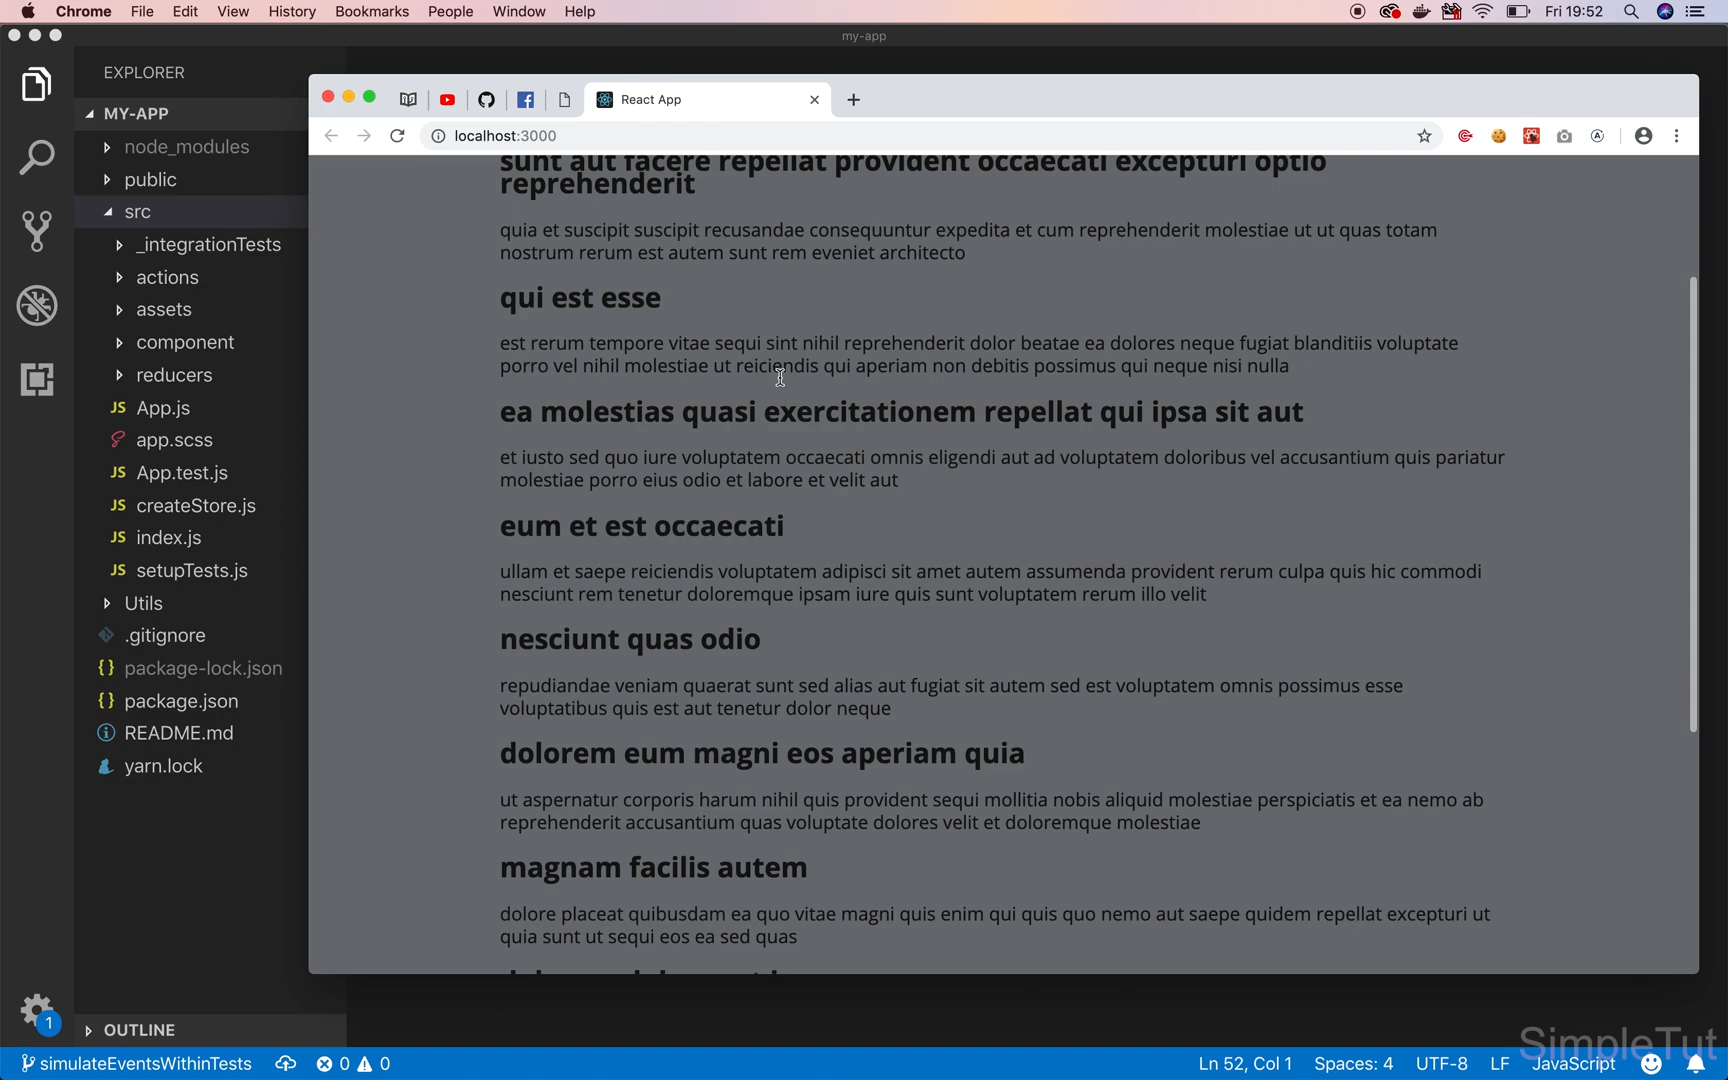 Chrome File Edit View History Bookmarks People Window Help Fri 19:52
my-app
EXPLORER
MY-APP
node_modules
public
src
_integrationTests
actions
assets
component
reducers
JS App.js
app.scss
JS App.test.js
JS createStore.js
JS index.js
JS setupTests.js
Utils
.gitignore
{} package-lock.json
{} package.json
README.md
yarn.lock
OUTLINE
1
React App
localhost:3000
sunt aut facere repellat provident occaecati excepturi optio
reprehenderit
quia et suscipit suscipit recusandae consequuntur expedita et cum reprehenderit molestiae ut ut quas totam
nostrum rerum est autem sunt rem eveniet architecto
qui est esse
est rerum tempore vitae sequi sint nihil reprehenderit dolor beatae ea dolores neque fugiat blanditiis voluptate
porro vel nihil molestiae ut reiciendis qui aperiam non debitis possimus qui neque nisi nulla
ea molestias quasi exercitationem repellat qui ipsa sit aut
et iusto sed quo iure voluptatem occaecati omnis eligendi aut ad voluptatem doloribus vel accusantium quis pariatur
molestiae porro eius odio et labore et velit aut
eum et est occaecati
ullam et saepe reiciendis voluptatem adipisci sit amet autem assumenda provident rerum culpa quis hic commodi
nesciunt rem tenetur doloremque ipsam iure quis sunt voluptatem rerum illo velit
nesciunt quas odio
repudiandae veniam quaerat sunt sed alias aut fugiat sit autem sed est voluptatem omnis possimus esse
voluptatibus quis est aut tenetur dolor neque
dolorem eum magni eos aperiam quia
ut aspernatur corporis harum nihil quis provident sequi mollitia nobis aliquid molestiae perspiciatis et ea nemo ab
reprehenderit accusantium quas voluptate dolores velit et doloremque molestiae
magnam facilis autem
dolore placeat quibusdam ea quo vitae magni quis enim qui quis quo nemo aut saepe quidem repellat excepturi ut
quia sunt ut sequi eos ea sed quas
SimpleTut
simulateEventsWithinTests 0 0 Ln 52, Col 1 Spaces: 4 UTF-8 LF JavaScript